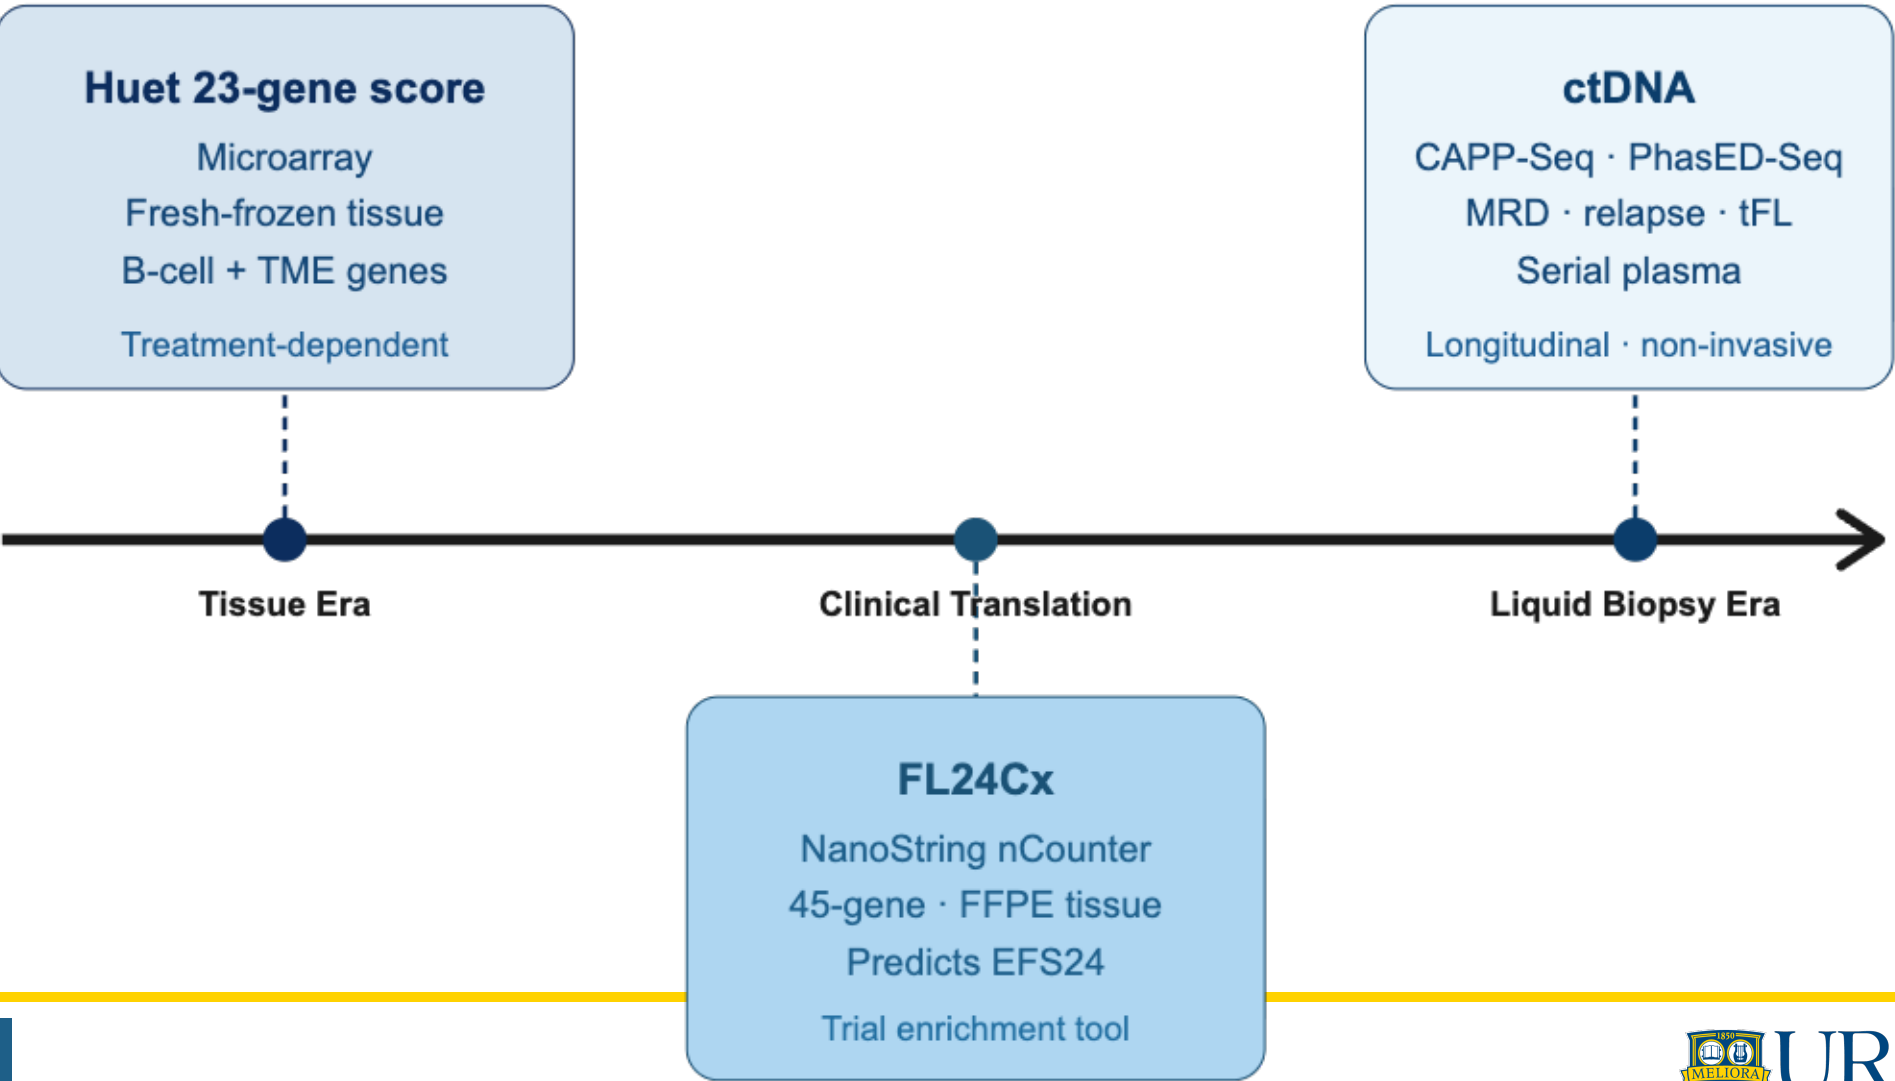 Huet 23-gene score
Microarray
Fresh-frozen tissue
B-cell + TME genes
Treatment-dependent
ctDNA
CAPP-Seq · PhasED-Seq
MRD · relapse · tFL
Serial plasma
Longitudinal · non-invasive
Tissue Era
Clinical Translation
Liquid Biopsy Era
FL24Cx
NanoString nCounter
45-gene · FFPE tissue
Predicts EFS24
Trial enrichment tool
1850
MELIORA
UR